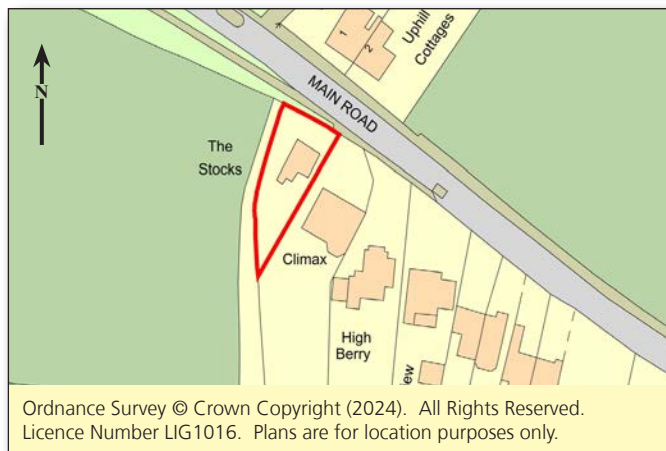 1
2
Uphill
Cottages
MAIN ROAD
N
The
Stocks
Climax
High
Berry
Ordnance Survey © Crown Copyright (2024). All Rights Reserved.
Licence Number LIG1016. Plans are for location purposes only.